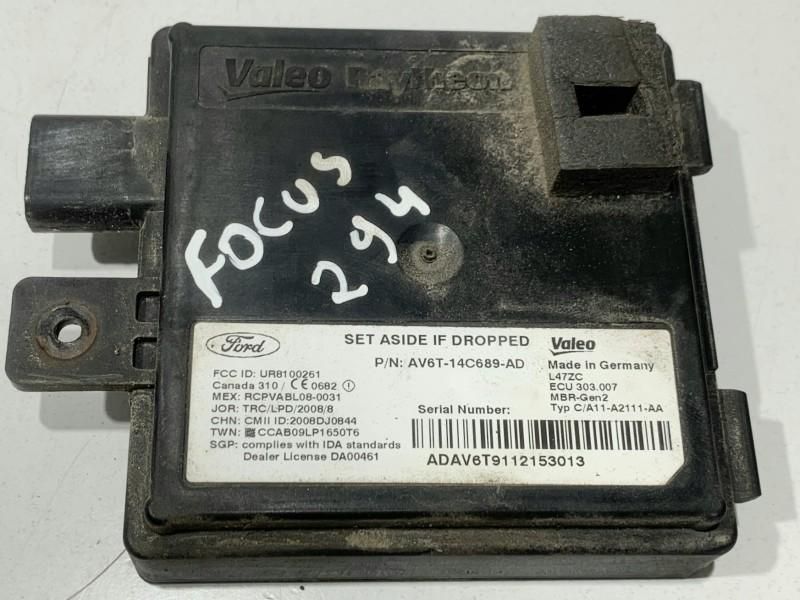 Valeo Raytheon
FOCUS
294
Ford
SET ASIDE IF DROPPED
Valeo
P/N: AV6T-14C689-AD
FCC ID: UR8100261
Canada 310 / CE0682
MEX: RCPVABL08-0031
JOR: TRC/LPD/2008/8
CHN: CMII ID:2008DJ0844
TWN: CCAB09LP1650T6
SGP: complies with IDA standards
Dealer License DA00461
Made in Germany
L47ZC
ECU 303.007
MBR-Gen2
Typ C/A11-A2111-AA
Serial Number:
ADAV6T9112153013